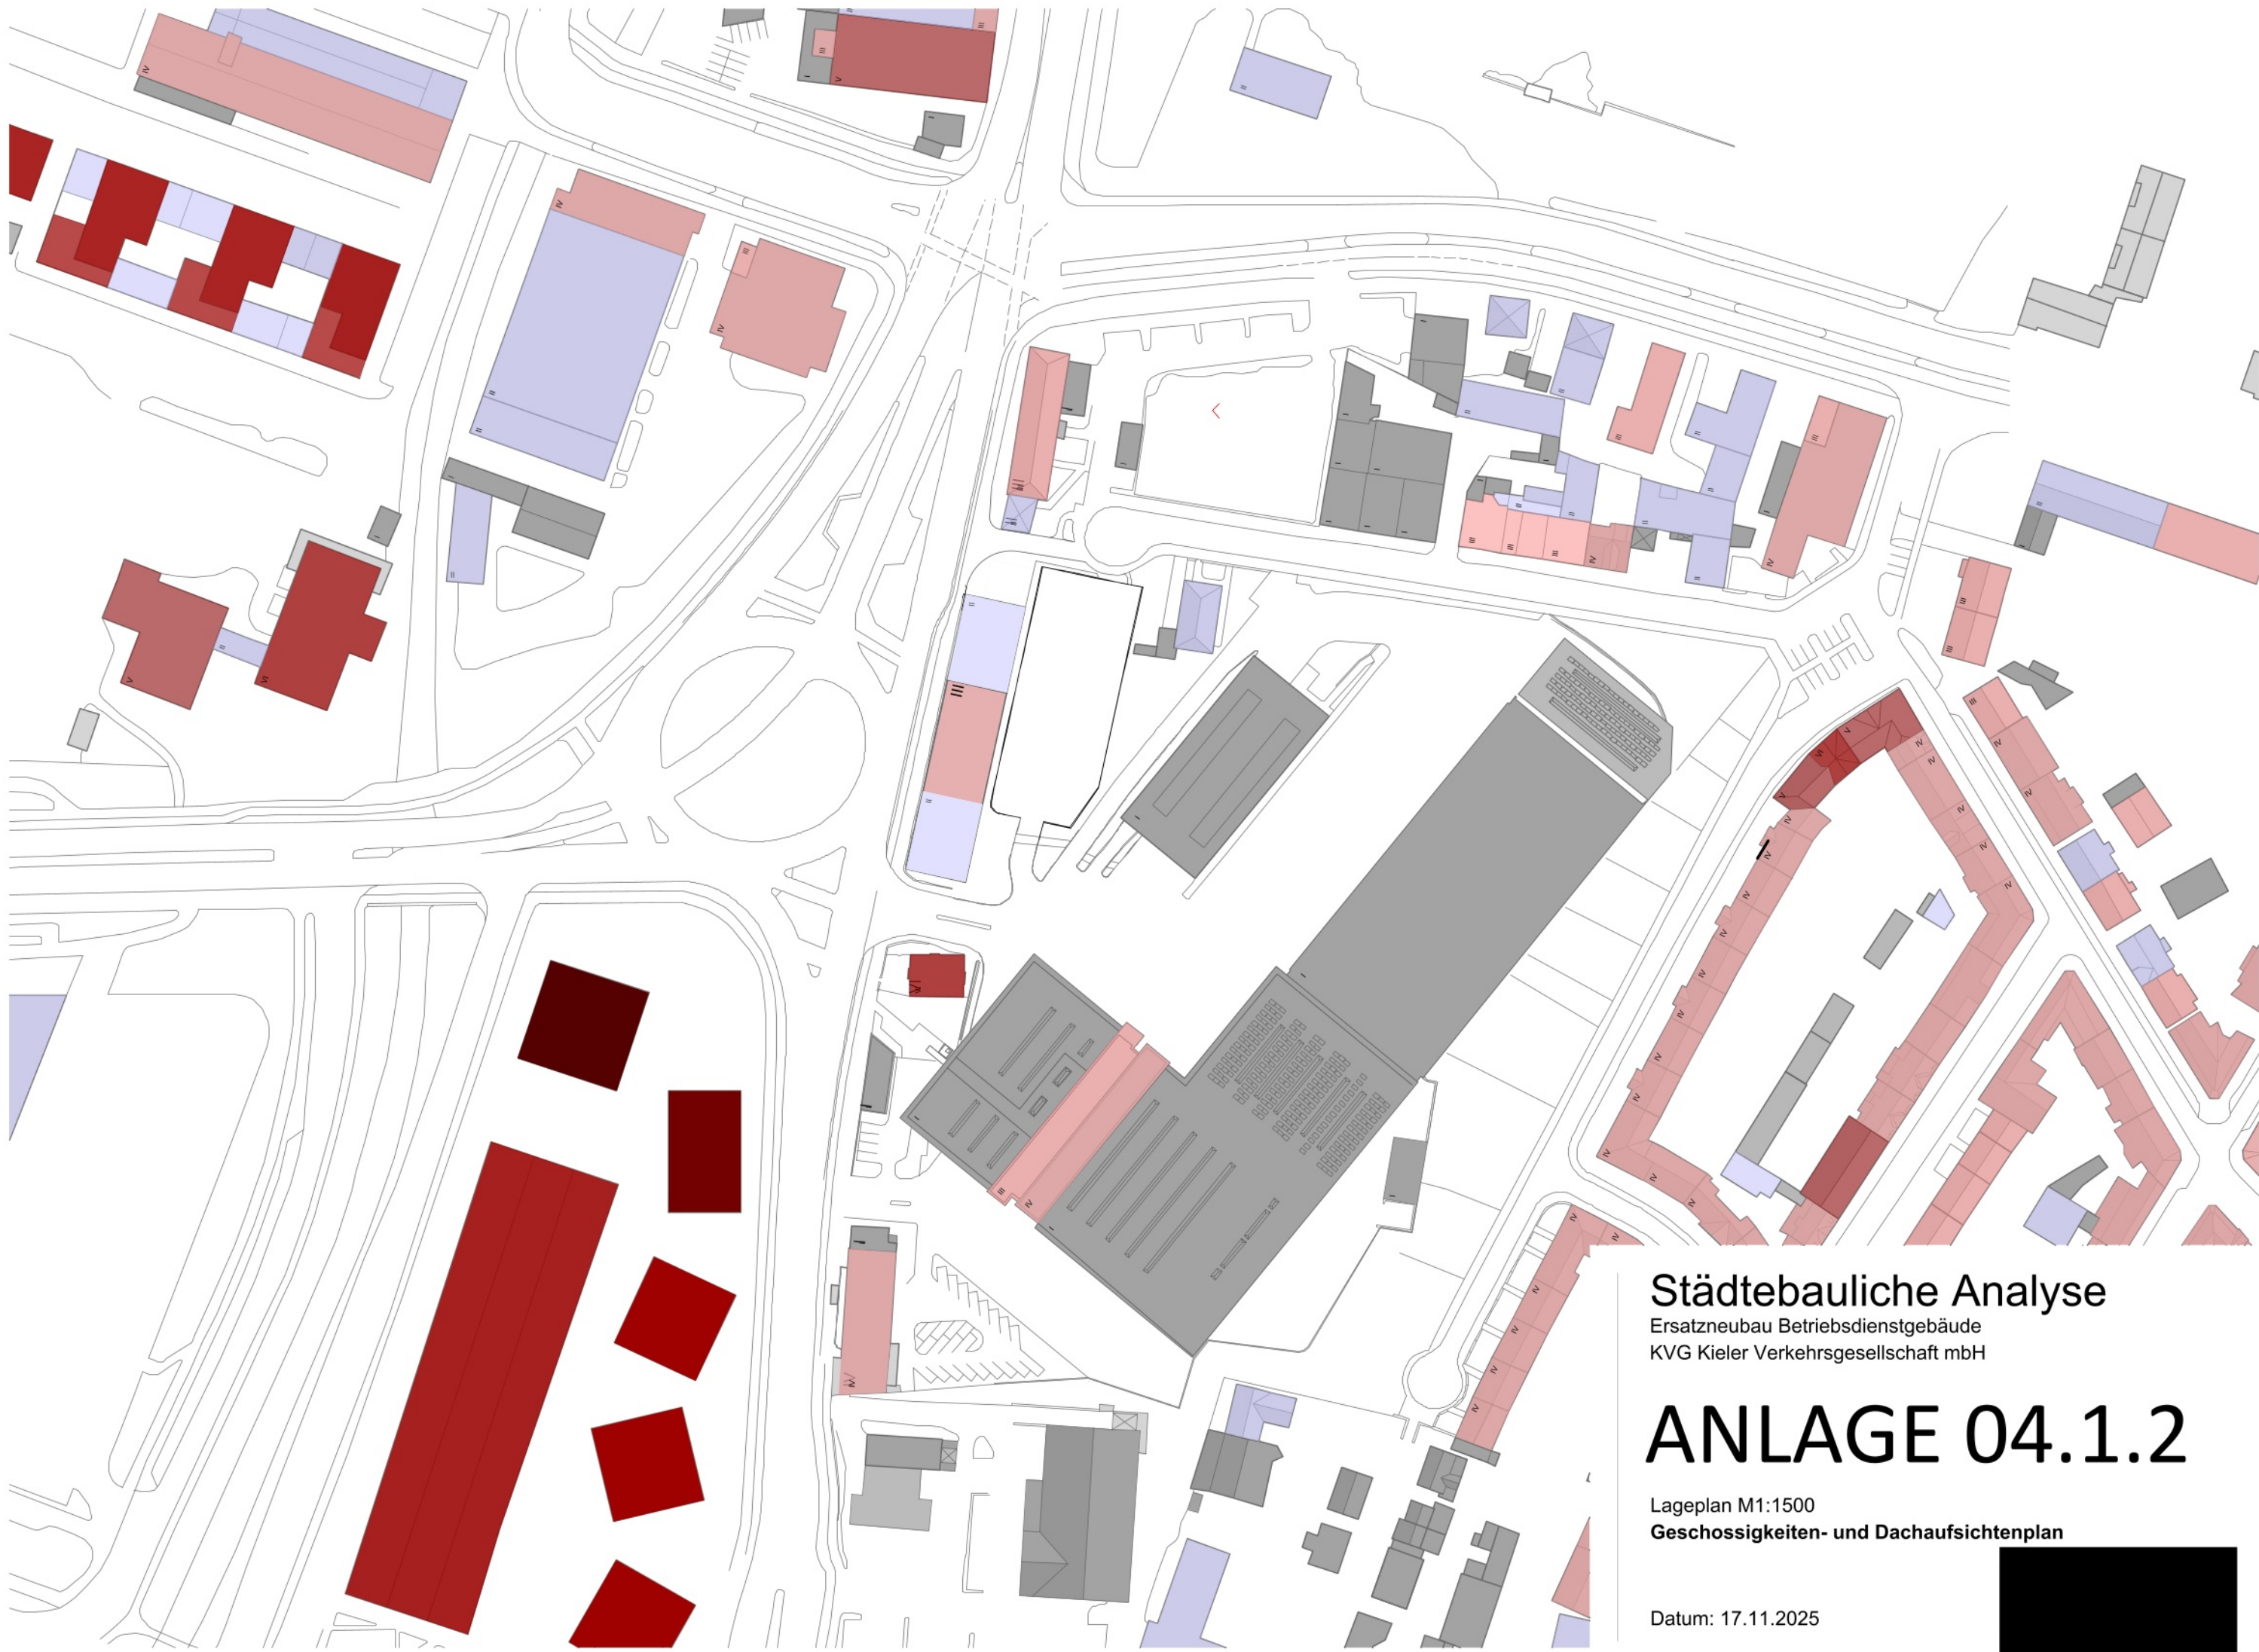 Städtebauliche Analyse
Ersatzneubau Betriebsdienstgebäude
KVG Kieler Verkehrsgesellschaft mbH
ANLAGE 04.1.2
Lageplan M1:1500
Geschossigkeiten- und Dachaufsichtenplan
Datum: 17.11.2025